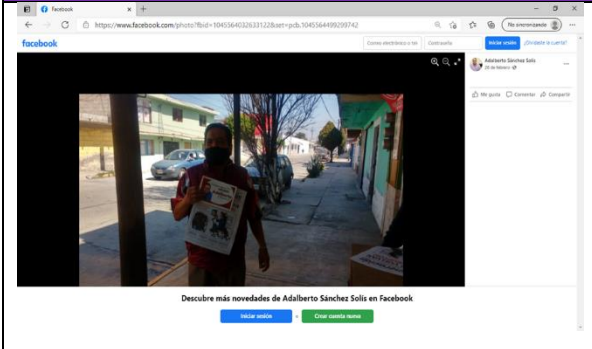 Facebook
https://www.facebook.com/photo?fbid=1045564032633122&set=pcb.1045564499299742
No sincronizando
facebook
Correo electrónico o tel
Contraseña
Iniciar sesión
¿Olvidaste la cuenta?
Adalberto Sánchez Solís
Me gusta
Comentar
Compartir
Descubre más novedades de Adalberto Sánchez Solís en Facebook
Iniciar sesión
o
Crear cuenta nueva